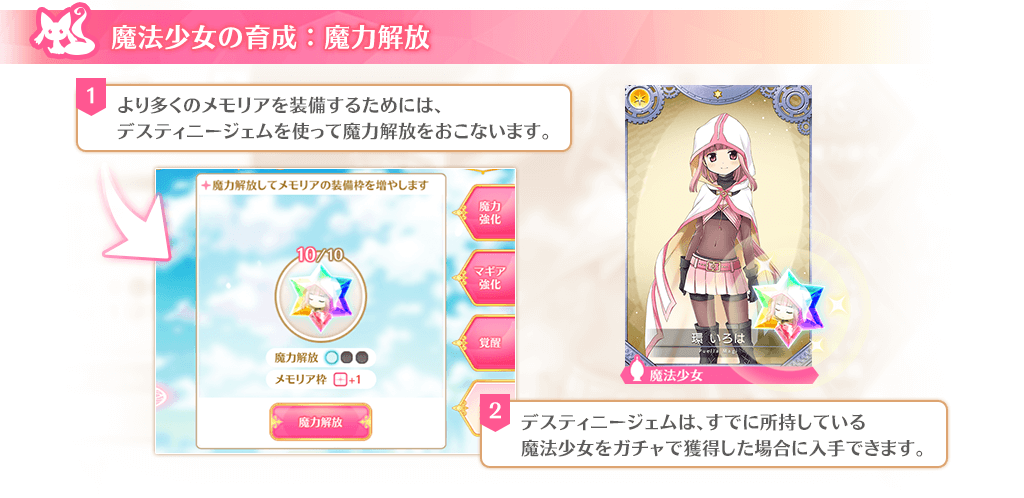 魔法少女の育成：魔力解放
1
より多くのメモリアを装備するためには、
デスティニージェムを使って魔力解放をおこないます。
魔力解放してメモリアの装備枠を増やします
10/10
魔力解放
メモリア枠 +1
魔力解放
魔力
強化
マギア
強化
覚醒
環 いろは
Puella Magi
魔法少女
2
デスティニージェムは、すでに所持している
魔法少女をガチャで獲得した場合に入手できます。